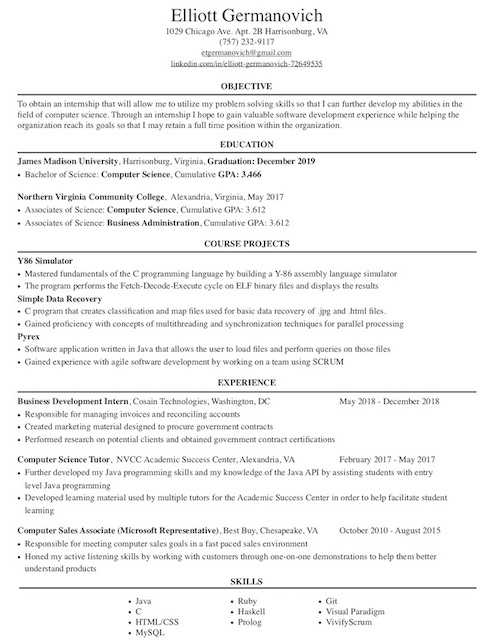 Elliott Germanovich
1029 Chicago Ave. Apt. 2B Harrisonburg, VA
(757) 232-9117
etgermanovich@gmail.com
linkedin.com/in/elliott-germanovich-72649535
OBJECTIVE
To obtain an internship that will allow me to utilize my problem solving skills so that I can further develop my abilities in the
field of computer science. Through an internship I hope to gain valuable software development experience while helping the
organization reach its goals so that I may retain a full time position within the organization.
EDUCATION
James Madison University, Harrisonburg, Virginia, Graduation: December 2019
• Bachelor of Science: Computer Science, Cumulative GPA: 3.466
Northern Virginia Community College, Alexandria, Virginia, May 2017
• Associates of Science: Computer Science, Cumulative GPA: 3.612
• Associates of Science: Business Administration, Cumulative GPA: 3.612
COURSE PROJECTS
Y86 Simulator
• Mastered fundamentals of the C programming language by building a Y-86 assembly language simulator
• The program performs the Fetch-Decode-Execute cycle on ELF binary files and displays the results
Simple Data Recovery
• C program that creates classification and map files used for basic data recovery of .jpg and .html files.
• Gained proficiency with concepts of multithreading and synchronization techniques for parallel processing
Pyrex
• Software application written in Java that allows the user to load files and perform queries on those files
• Gained experience with agile software development by working on a team using SCRUM
EXPERIENCE
Business Development Intern, Cosain Technologies, Washington, DC May 2018 - December 2018
• Responsible for managing invoices and reconciling accounts
• Created marketing material designed to procure government contracts
• Performed research on potential clients and obtained government contract certifications
Computer Science Tutor, NVCC Academic Success Center, Alexandria, VA February 2017 - May 2017
• Further developed my Java programming skills and my knowledge of the Java API by assisting students with entry
level Java programming
• Developed learning material used by multiple tutors for the Academic Success Center in order to help facilitate student
learning
Computer Sales Associate (Microsoft Representative), Best Buy, Chesapeake, VA October 2010 - August 2015
• Responsible for meeting computer sales goals in a fast paced sales environment
• Honed my active listening skills by working with customers through one-on-one demonstrations to help them better
understand products
SKILLS
• Java • Ruby • Git
• C • Haskell • Visual Paradigm
• HTML/CSS • Prolog • VivifyScrum
• MySQL